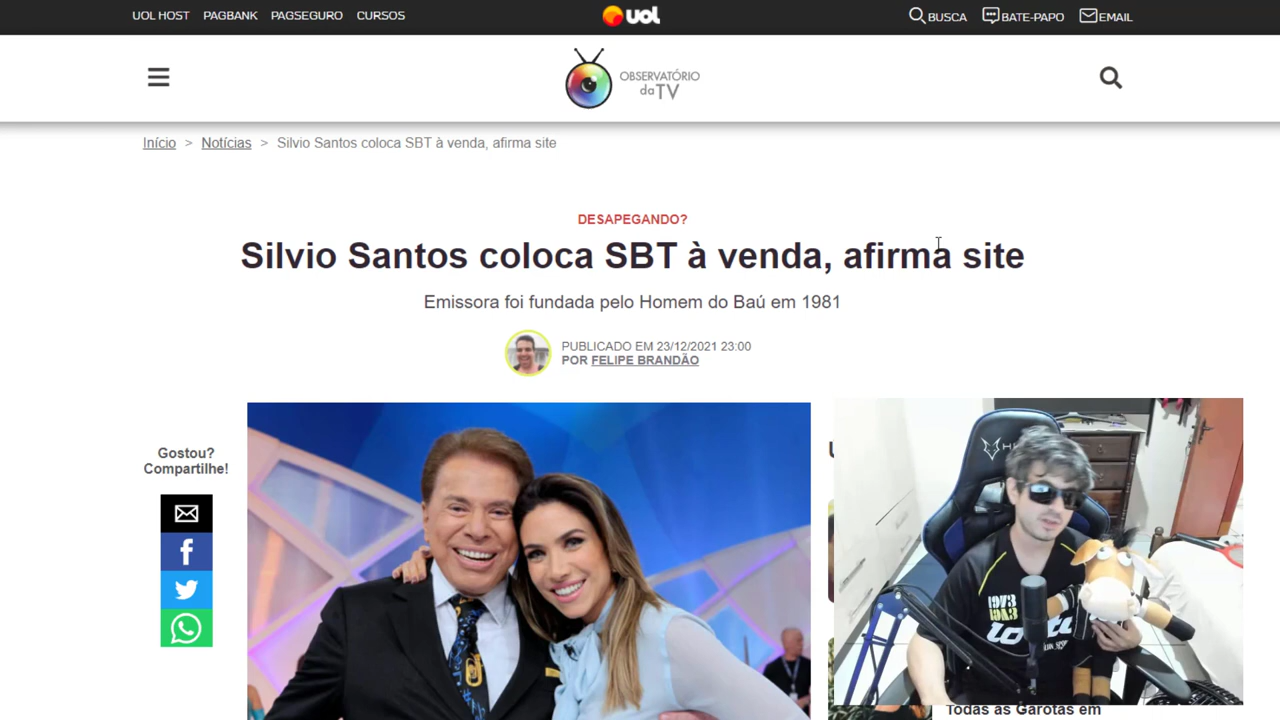 UOL HOST PAGBANK PAGSEGURO CURSOS uol BUSCA BATE-PAPO EMAIL
OBSERVATÓRIO
da TV
Início > Notícias > Silvio Santos coloca SBT à venda, afirma site
DESAPEGANDO?
Silvio Santos coloca SBT à venda, afirma site
Emissora foi fundada pelo Homem do Baú em 1981
PUBLICADO EM 23/12/2021 23:00
POR FELIPE BRANDÃO
Gostou?
Compartilhe!
Todas as Garotas em